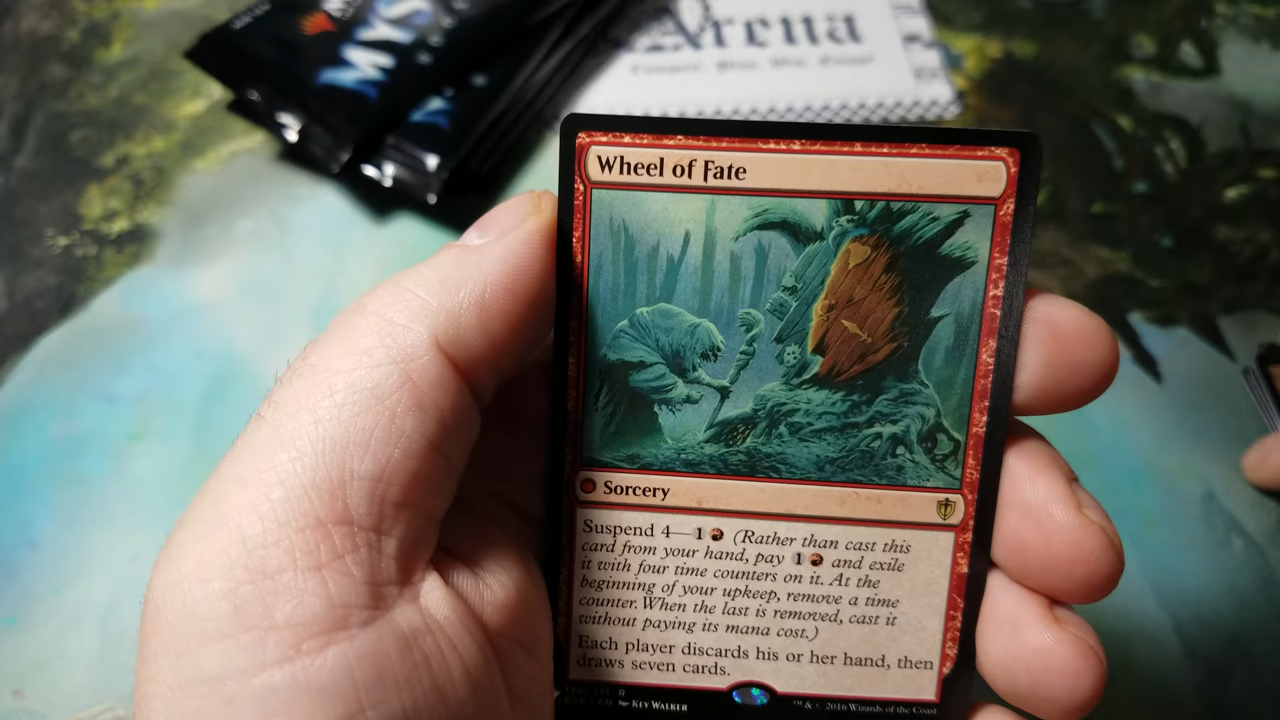 MYS
Arena
Wheel of Fate
Sorcery
Suspend 4—1 (Rather than cast this
card from your hand, pay 1 and exile
it with four time counters on it. At the
beginning of your upkeep, remove a time
counter. When the last is removed, cast it
without paying its mana cost.)
Each player discards his or her hand, then
draws seven cards.
R
C16 • EN KEV WALKER
™ & © 2016 Wizards of the Coast